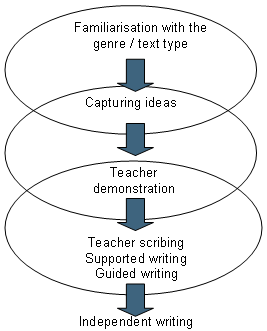 Familiarisation with the
genre / text type
Capturing ideas
Teacher
demonstration
Teacher scribing
Supported writing
Guided writing
Independent writing